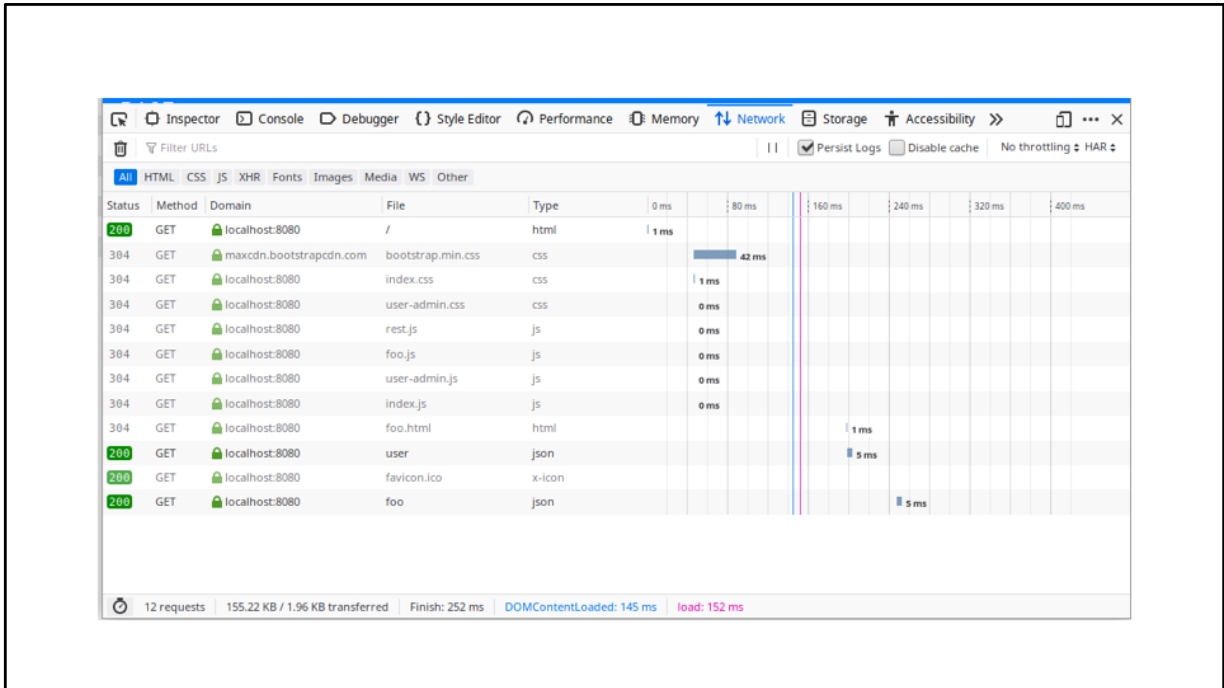 Inspector Console Debugger {} Style Editor Performance Memory Network Storage Accessibility
Filter URLs Persist Logs Disable cache No throttling HAR
All HTML CSS JS XHR Fonts Images Media WS Other
Status Method Domain File Type 0 ms 80 ms 160 ms 240 ms 320 ms 400 ms
200 GET localhost:8080 / html 1 ms
304 GET maxcdn.bootstrapcdn.com bootstrap.min.css css 42 ms
304 GET localhost:8080 index.css css 1 ms
304 GET localhost:8080 user-admin.css css 0 ms
304 GET localhost:8080 rest.js js 0 ms
304 GET localhost:8080 foo.js js 0 ms
304 GET localhost:8080 user-admin.js js 0 ms
304 GET localhost:8080 index.js js 0 ms
304 GET localhost:8080 foo.html html 1 ms
200 GET localhost:8080 user json 5 ms
200 GET localhost:8080 favicon.ico x-icon
200 GET localhost:8080 foo json 5 ms
12 requests 155.22 KB / 1.96 KB transferred Finish: 252 ms DOMContentLoaded: 145 ms load: 152 ms